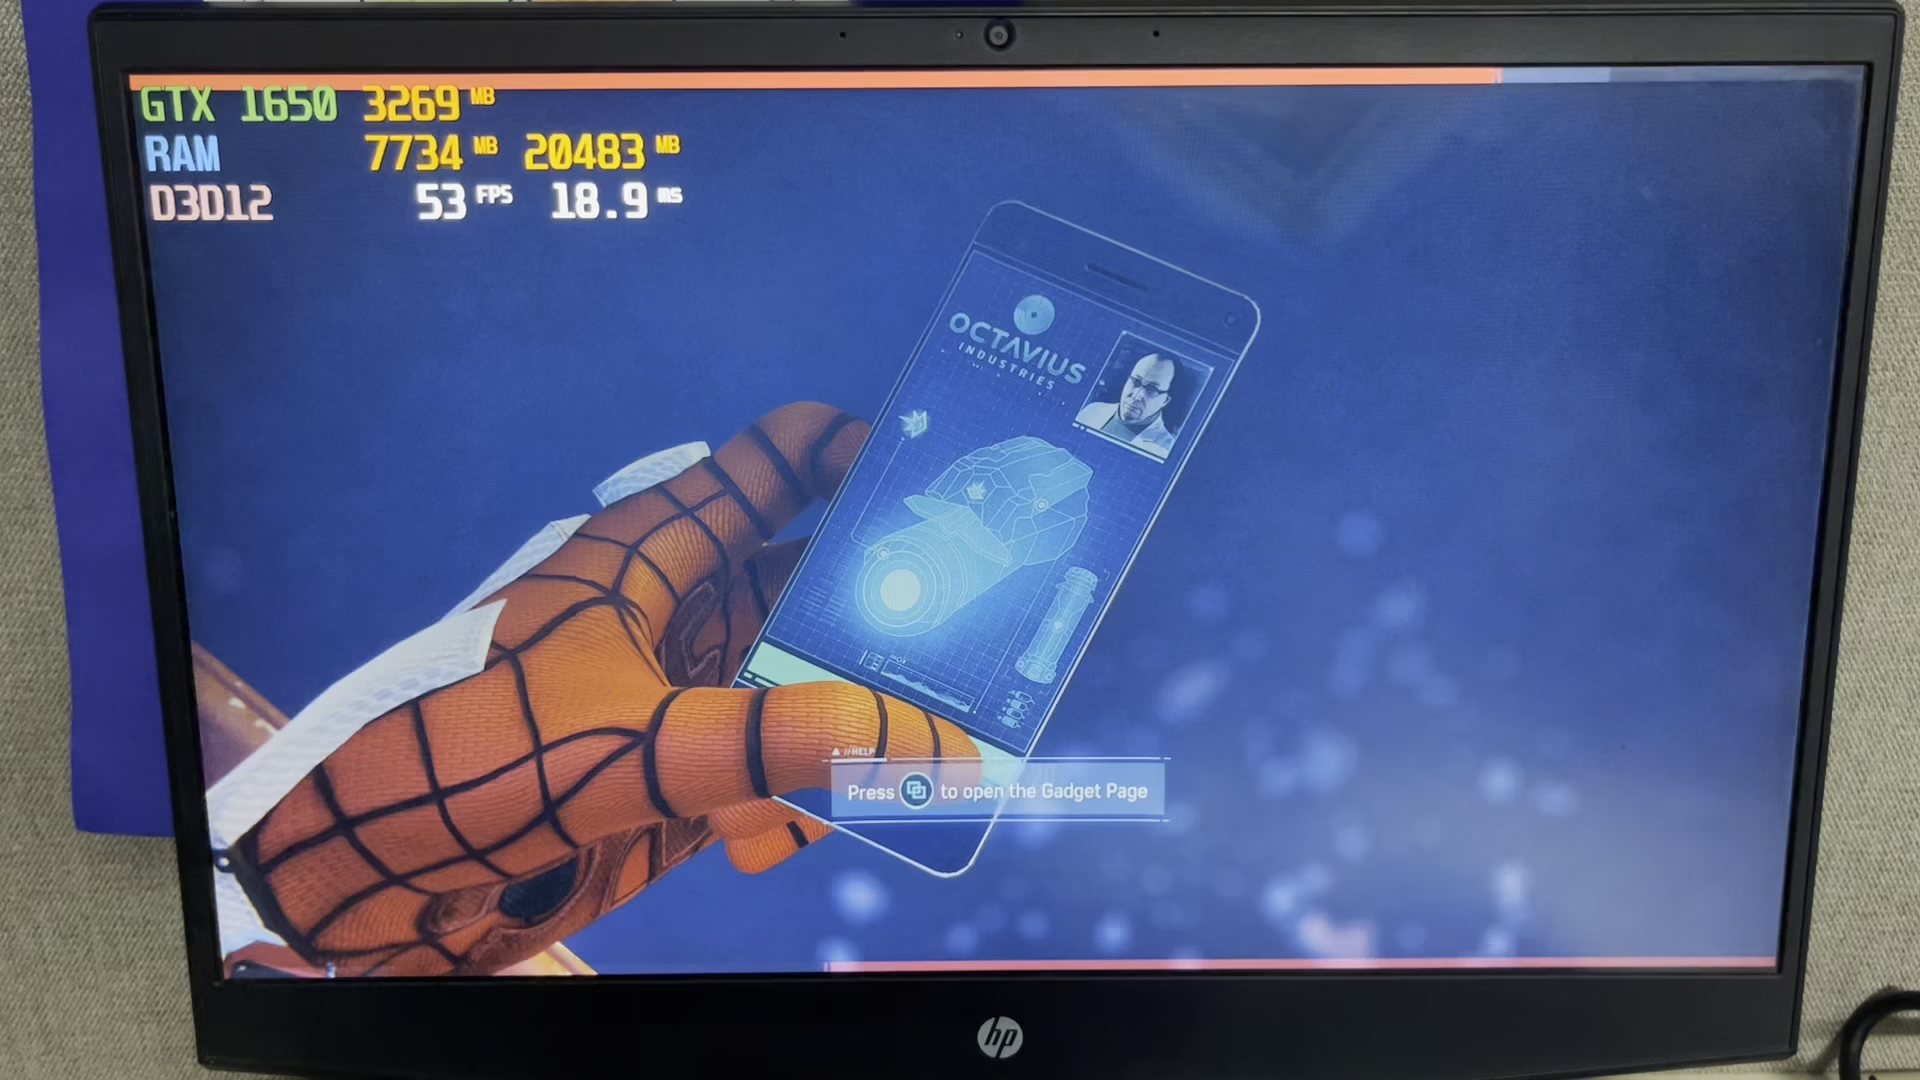 GTX 1650 3269 MB
RAM 7734 MB 20483 MB
D3D12 53 FPS 18.9 ms
OCTAVIUS
INDUSTRIES
//HELP
Press to open the Gadget Page
hp